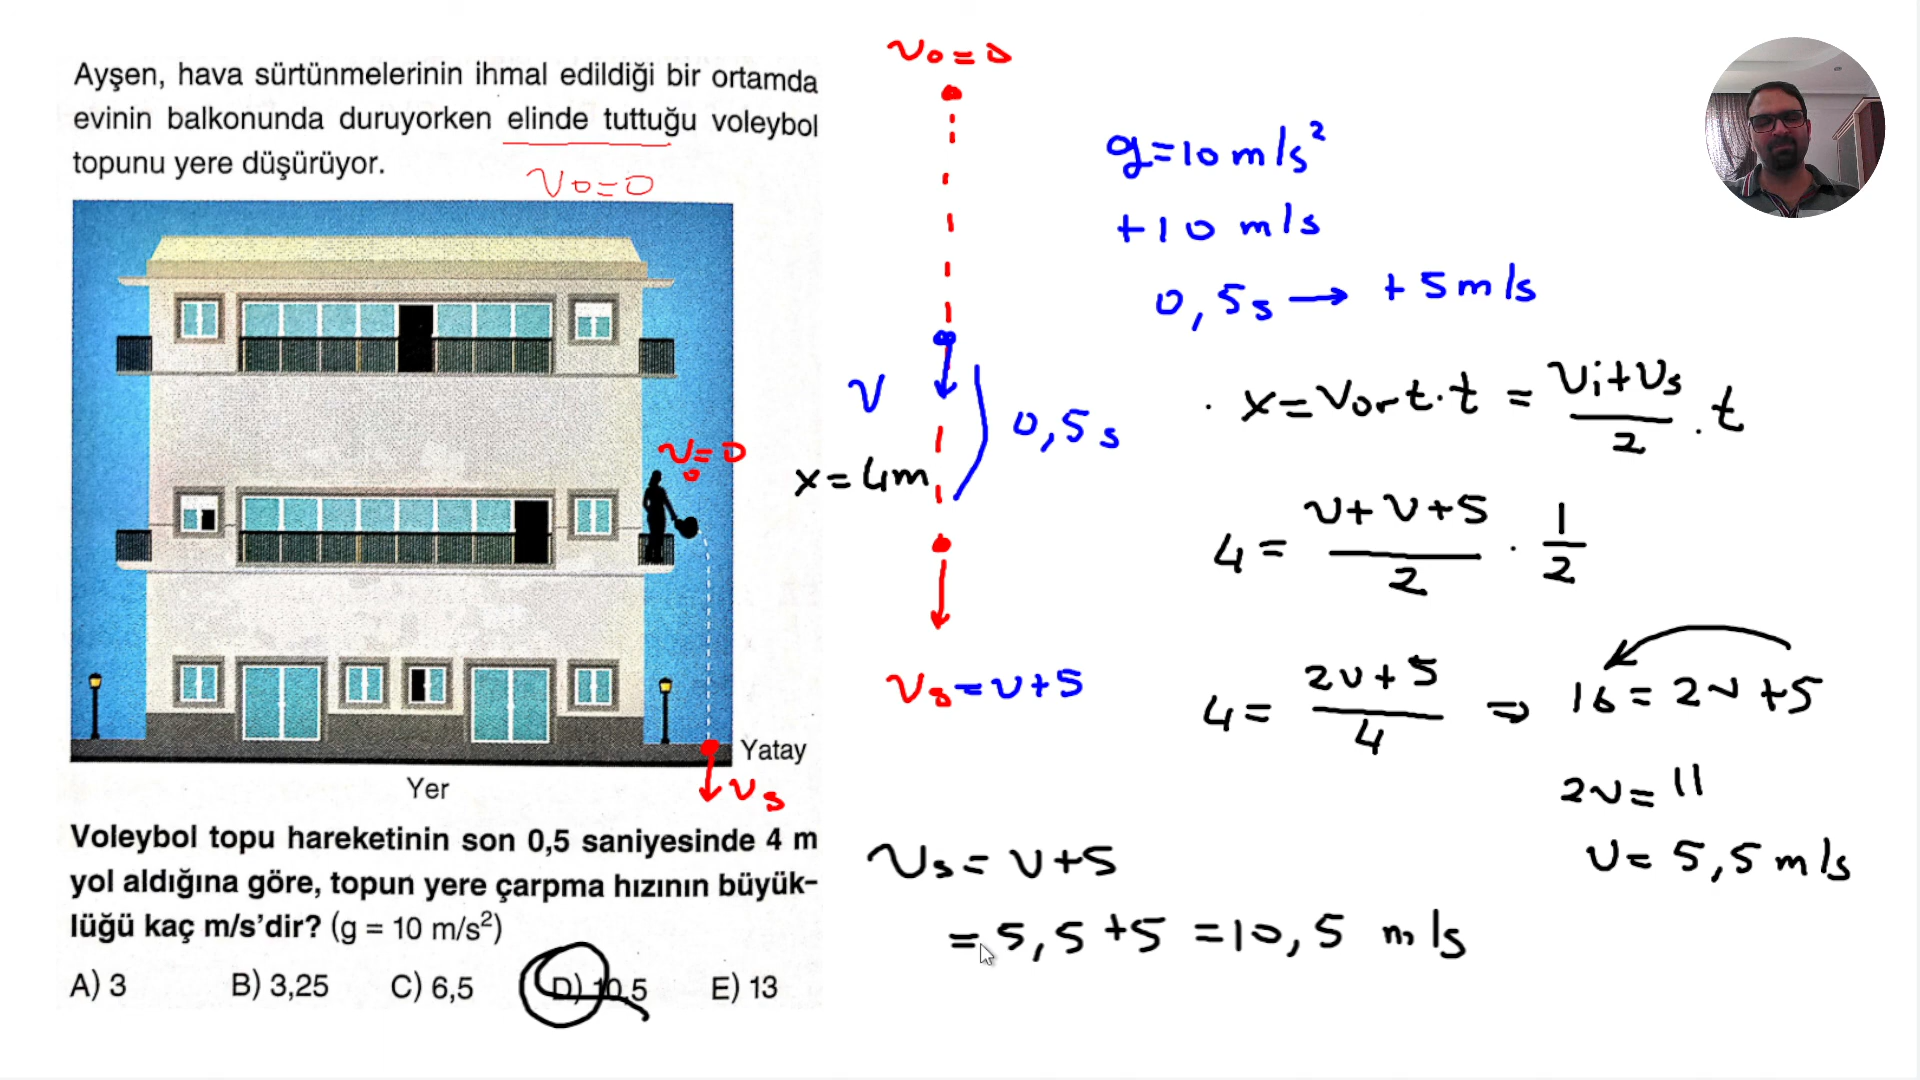 Ayşen, hava sürtünmelerinin ihmal edildiği bir ortamda
evinin balkonunda duruyorken elinde tuttuğu voleybol
topunu yere düşürüyor.
v₀=0
v₀=0
Yatay
vₛ
Yer
Voleybol topu hareketinin son 0,5 saniyesinde 4 m
yol aldığına göre, topun yere çarpma hızının büyük-
lüğü kaç m/s'dir? (g = 10 m/s²)
A) 3 B) 3,25 C) 6,5 D) 10,5 E) 13
v₀=0
v
0,5 s
x=4m
vₛ=v+5
g=10 m/s²
+10 m/s
0,5s → +5m/s
. x=vort.t = vi+vs/2 . t
4= v+v+5/2 . 1/2
4= 2v+5/4 ⇒ 16=2v+5
2v=11
v=5,5 m/s
vs=v+5
=5,5+5=10,5 m/s